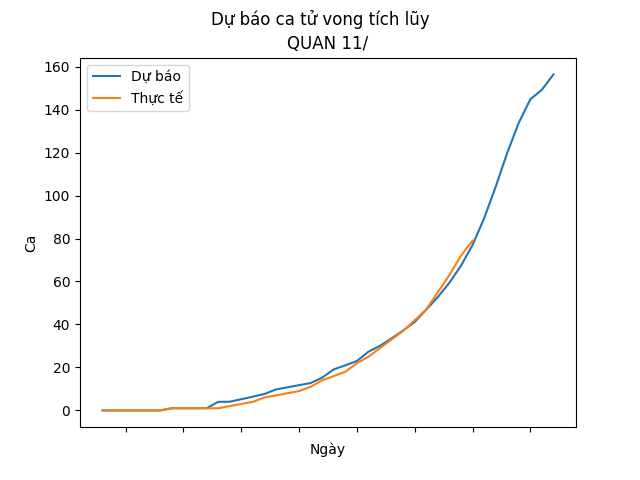 Dự báo ca tử vong tích lũy
QUAN 11/
Dự báo
Thực tế
160
140
120
100
80
60
40
20
0
Ca
Ngày